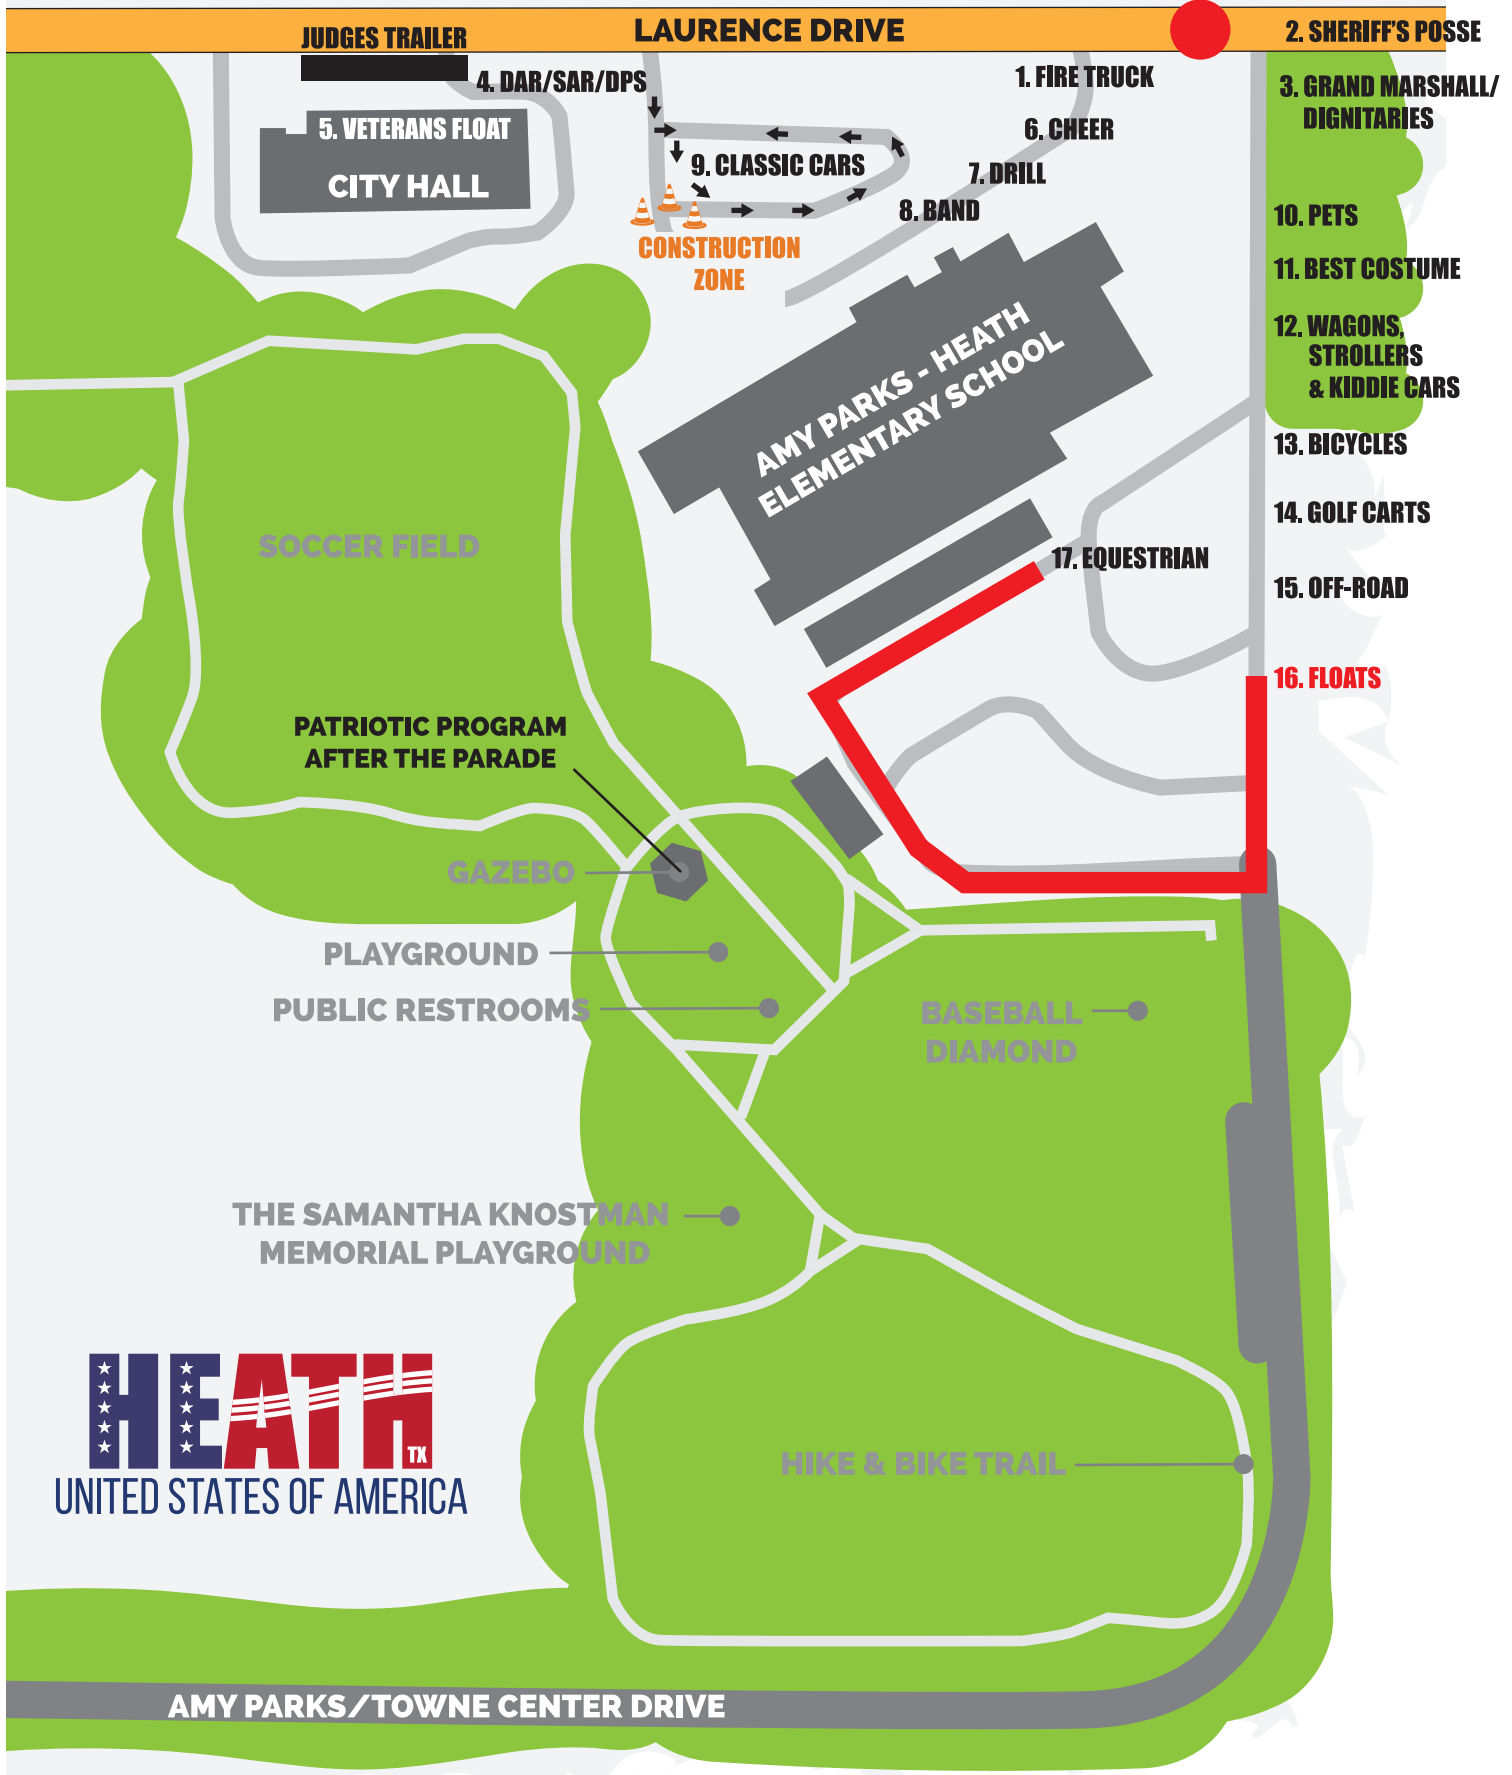 LAURENCE DRIVE
JUDGES TRAILER
2. SHERIFF'S POSSE
4. DAR/SAR/DPS
1. FIRE TRUCK
3. GRAND MARSHALL/
DIGNITARIES
5. VETERANS FLOAT
CITY HALL
6. CHEER
9. CLASSIC CARS
7. DRILL
8. BAND
10. PETS
CONSTRUCTION
ZONE
11. BEST COSTUME
12. WAGONS,
STROLLERS
& KIDDIE CARS
AMY PARKS - HEATH
ELEMENTARY SCHOOL
13. BICYCLES
14. GOLF CARTS
SOCCER FIELD
17. EQUESTRIAN
15. OFF-ROAD
16. FLOATS
PATRIOTIC PROGRAM
AFTER THE PARADE
GAZEBO
PLAYGROUND
PUBLIC RESTROOMS
BASEBALL
DIAMOND
THE SAMANTHA KNOSTMAN
MEMORIAL PLAYGROUND
HEATH
TX
UNITED STATES OF AMERICA
HIKE & BIKE TRAIL
AMY PARKS/TOWNE CENTER DRIVE